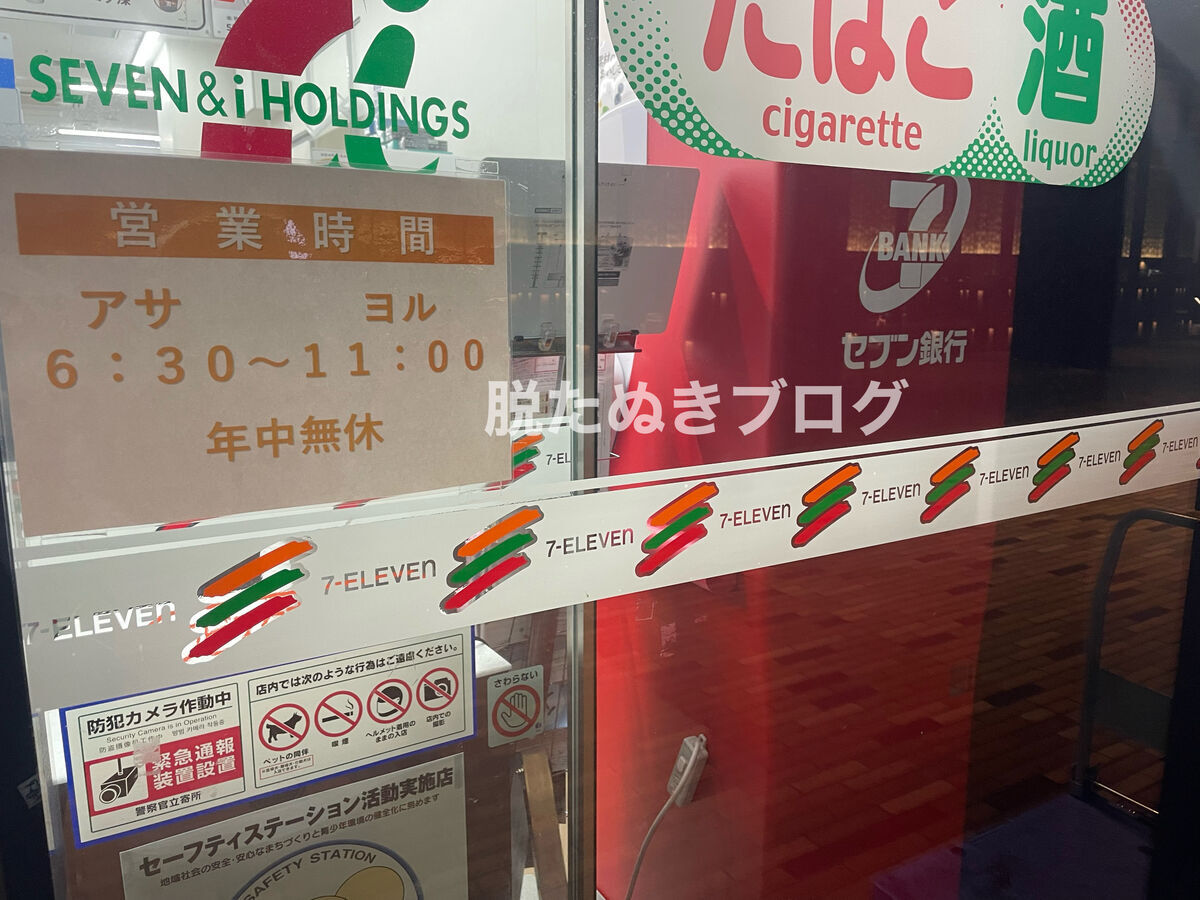 SEVEN & i HOLDINGS
営業時間
アサ ヨル
6:30〜11:00
年中無休
たばこ
cigarette
酒
liquor
7
BANK
セブン銀行
脱たぬきブログ
7-EL
7-ELEVEn 7-ELEVEn 7-ELEVEn 7-ELEVEn 7-ELEVEn 7-ELEVEn 7-ELEVEn 7-ELEVEn
防犯カメラ作動中
Security Camera is in Operation
緊急通報
装置設置
警察官立寄所
店内では次のような行為はご遠慮ください。
ペットの同伴
喫煙
ヘルメット着用の
ままの入店
店内での
撮影
さわらない
セーフティステーション活動実施店
地域社会の安全・安心なまちづくりと青少年環境の健全化に挑めます
SAFETY STATION